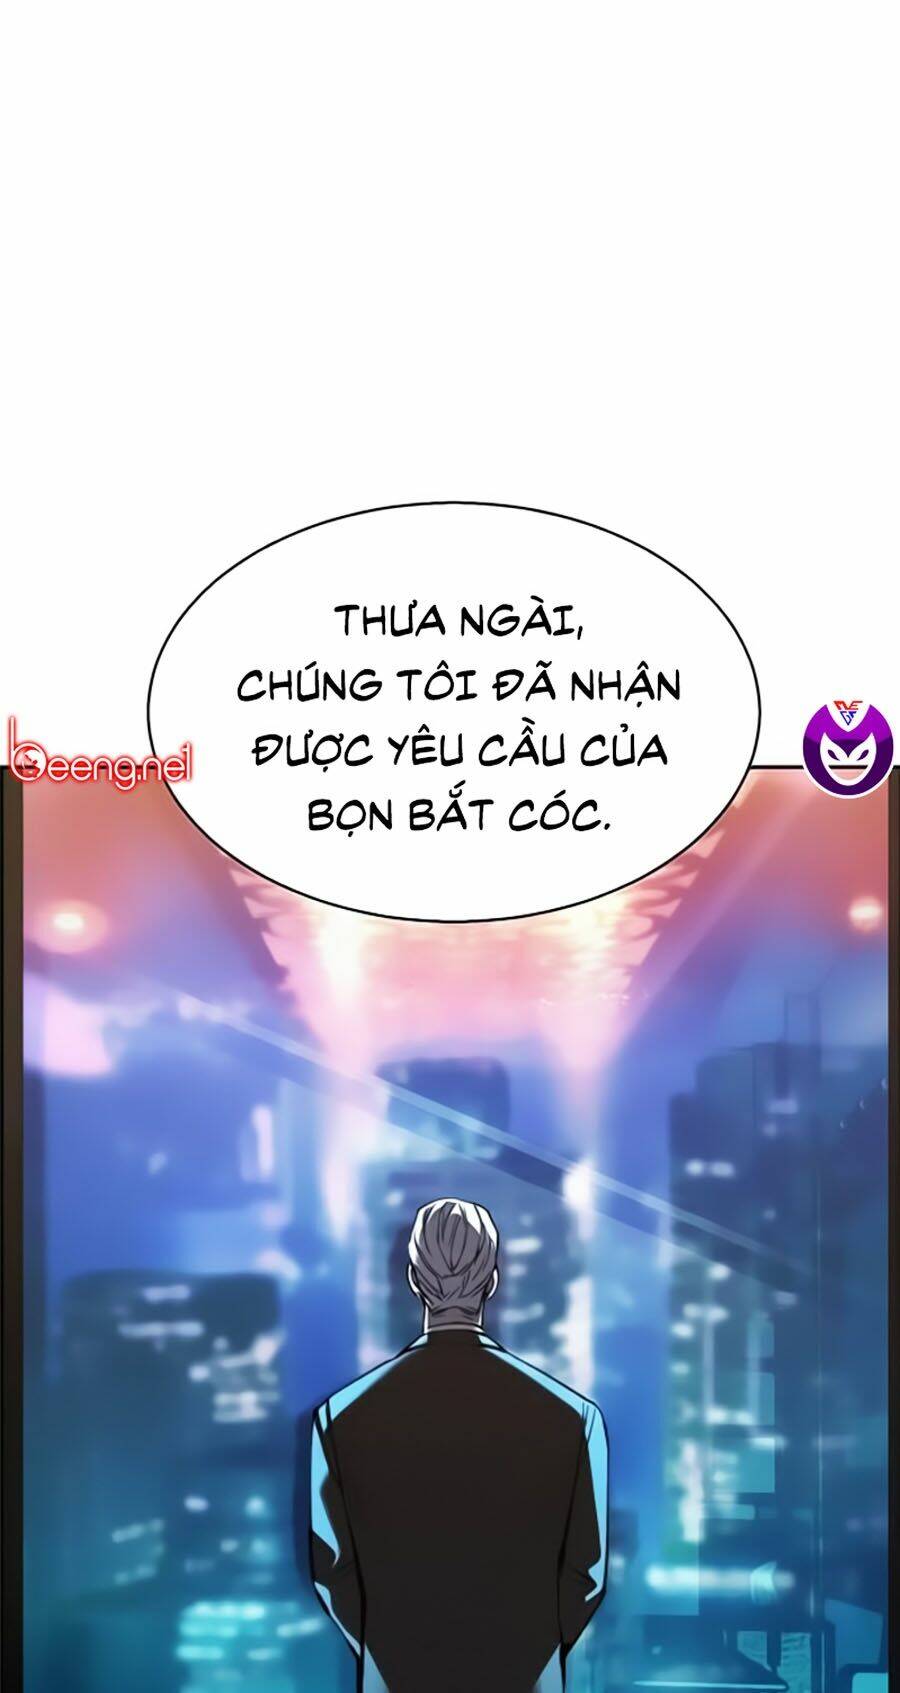 THƯA NGÀI,
CHÚNG TÔI ĐÃ NHẬN
ĐƯỢC YÊU CẦU CỦA
BỌN BẮT CÓC.
beeng.net